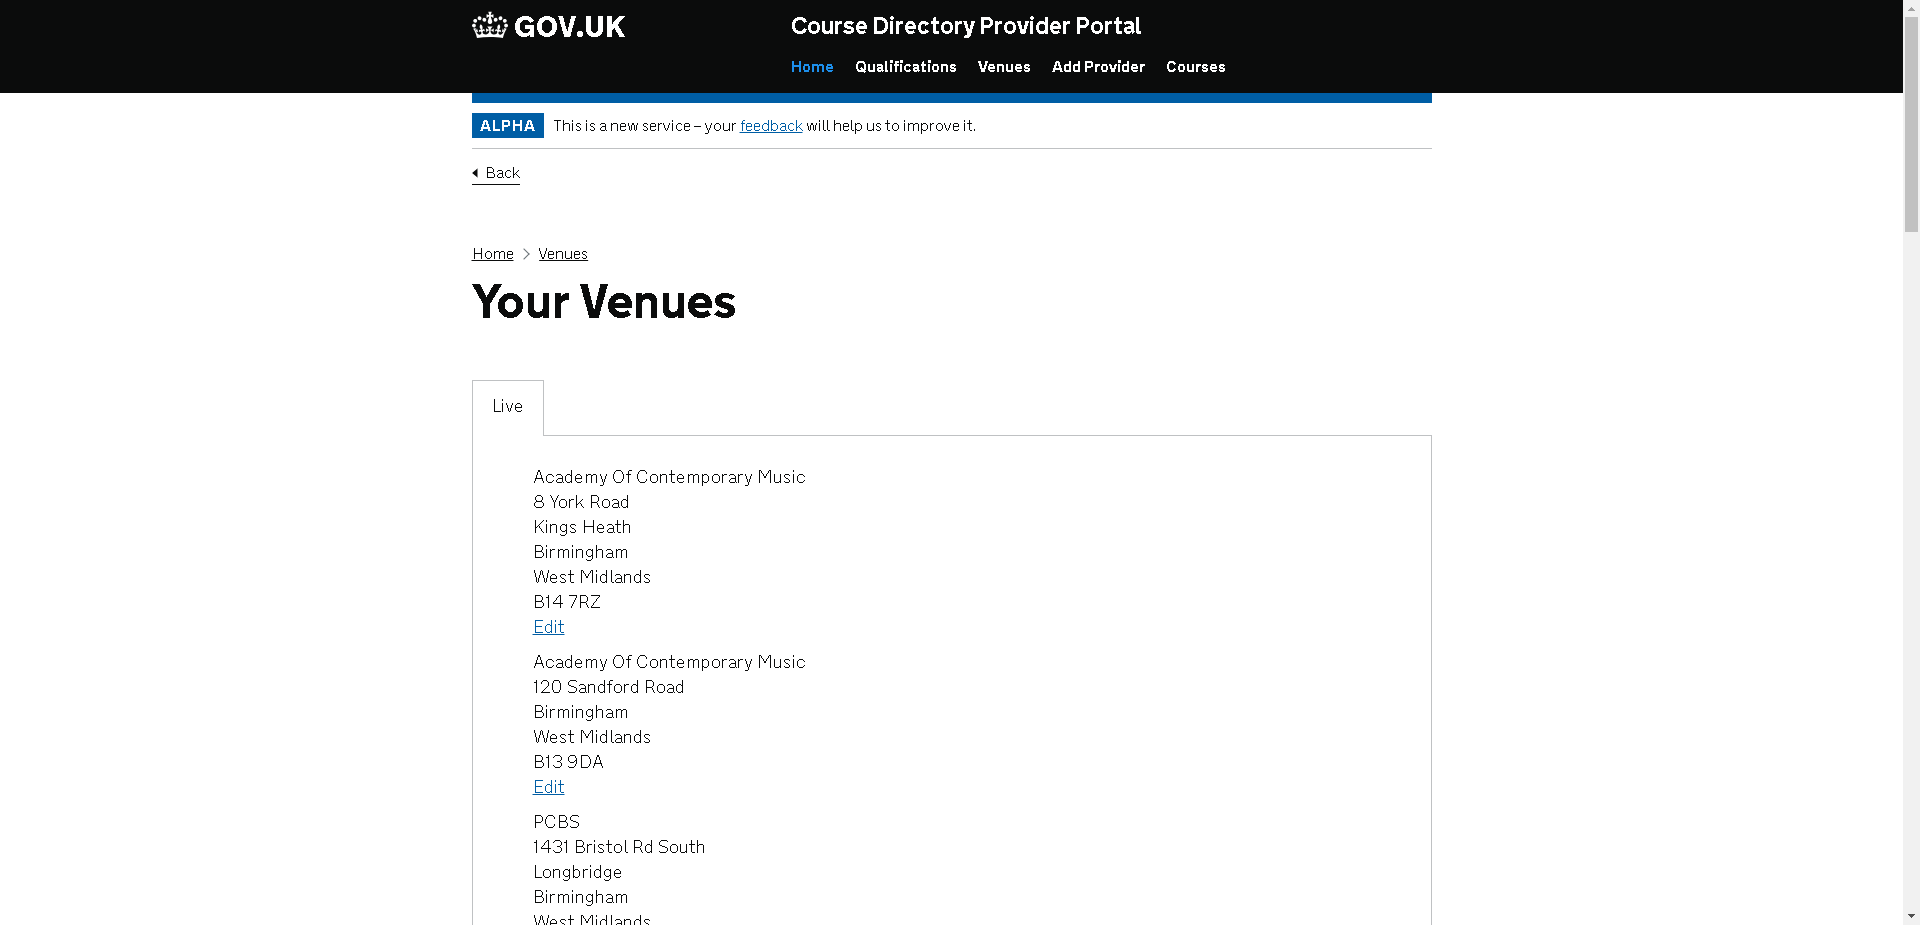 GOV.UK
Course Directory Provider Portal
Home Qualifications Venues Add Provider Courses
ALPHA This is a new service – your feedback will help us to improve it.
Back
Home Venues
Your Venues
Live
Academy Of Contemporary Music
8 York Road
Kings Heath
Birmingham
West Midlands
B14 7RZ
Edit
Academy Of Contemporary Music
120 Sandford Road
Birmingham
West Midlands
B13 9DA
Edit
PCBS
1431 Bristol Rd South
Longbridge
Birmingham
West Midlands